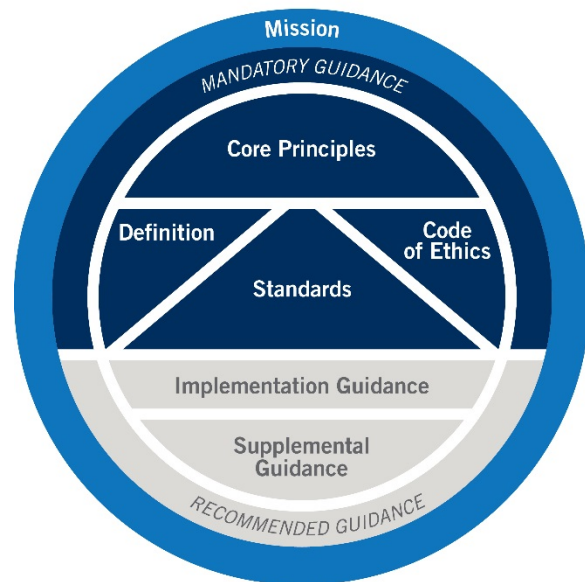 Mission
MANDATORY GUIDANCE
Core Principles
Definition
Code
of Ethics
Standards
Implementation Guidance
Supplemental
Guidance
RECOMMENDED GUIDANCE